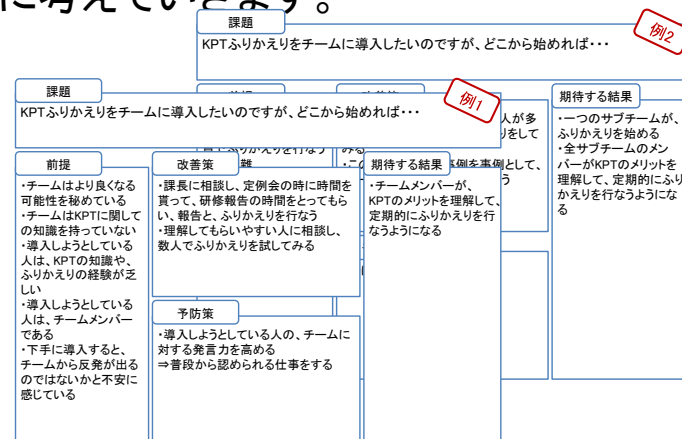 に考えていきます。
課題
例2
KPTふりかえりをチームに導入したいのですが、どこから始めれば・・・
期待する結果
・一つのサブチームが、
ふりかえりを始める
・全サブチームのメン
バーがKPTのメリットを
理解して、定期的にふり
かえりを行なうようにな
る
課題
例1
KPTふりかえりをチームに導入したいのですが、どこから始めれば・・・
前提
・チームはより良くなる
可能性を秘めている
・チームはKPTに関して
の知識を持っていない
・導入しようとしている
人は、KPTの知識や、
ふりかえりの経験が乏
しい
・導入しようとしている
人は、チームメンバー
である
・下手に導入すると、
チームから反発が出る
のではないかと不安に
感じている
改善策
・課長に相談し、定例会の時に時間を
貰って、研修報告の時間をとってもら
い、報告と、ふりかえりを行なう
・理解してもらいやすい人に相談し、
数人でふりかえりを試してみる
予防策
・導入しようとしている人の、チームに
対する発言力を高める
⇒普段から認められる仕事をする
期待する結果
・チームメンバーが、
KPTのメリットを理解して、
定期的にふりかえりを行
なうようになる